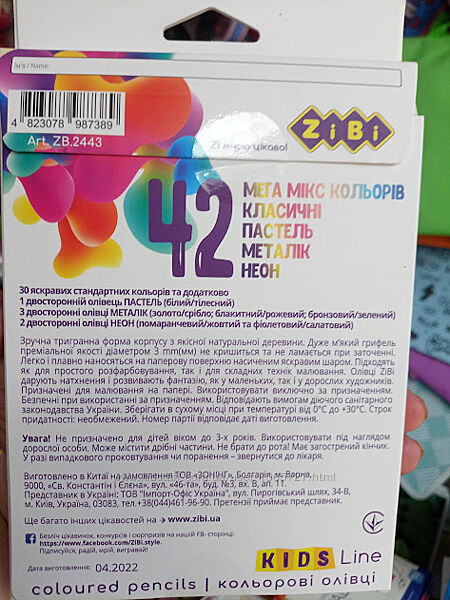 Ім'я / Name:
4 823078 987389
Art. ZB.2443
Zi мною цікаво!
ZiBi
42
МЕГА МІКС КОЛЬОРІВ
КЛАСИЧНІ
ПАСТЕЛЬ
МЕТАЛІК
НЕОН
30 яскравих стандартних кольорів та додатково
1 двосторонній олівець ПАСТЕЛЬ (білий/тілесний)
3 двосторонні олівці МЕТАЛІК (золото/срібло; блакитний/рожевий; бронзовий/зелений)
2 двосторонні олівці НЕОН (помаранчевий/жовтий та фіолетовий/салатовий)
Зручна тригранна форма корпусу з якісної натуральної деревини. Дуже м'який грифель
преміальної якості діаметром 3 mm(мм) не кришиться та не ламається при заточенні.
Легко і плавно наноситься на паперову поверхню насиченим яскравим шаром. Підходять
як для простого розфарбовування, так і для складних технік малювання. Олівці ZiBi
дарують натхнення і розвивають фантазію, як у маленьких, так і у дорослих художників.
Призначені для малювання на папері. Використовувати виключно за призначенням.
Безпечні при використанні за призначенням. Відповідають вимогам діючого санітарного
законодавства України. Зберігати в сухому місці при температурі від 0°C до +30°C. Строк
придатності: необмежений. Номер партії відповідає даті виготовлення.
Увага! Не призначено для дітей віком до 3-х років. Використовувати під наглядом
дорослої особи. Може містити дрібні частини. Не брати до рота! Має загострені кінчики.
У разі випадкового проковтування чи поранення – звернутися до лікаря.
Виготовлено в Китаї на замовлення ТОВ «ЗОНІНГ», Болгарія, м. Варна,
9000, «Св. Константин і Єлєна», вул. «46-та», буд. №3, вх. В, ап. 1Т.
html
Представник в Україні: ТОВ "Імпорт-Офіс Україна", вул. Пирогівський шлях, 34-В,
м. Київ, Україна, 03083, тел.+38(044)461-96-90. Претензії приймає представник.
Ще багато інших цікавостей на → www.zibi.ua
Безліч цікавинок, конкурсів і сюрпризів на нашій FB- сторінці:
https://www.facebook.com/ZiBi.style.
Підписуйся, радій, мрій, вигравай!
Дата виготовлення: 04.2022
KIDS Line
coloured pencils | кольорові олівці